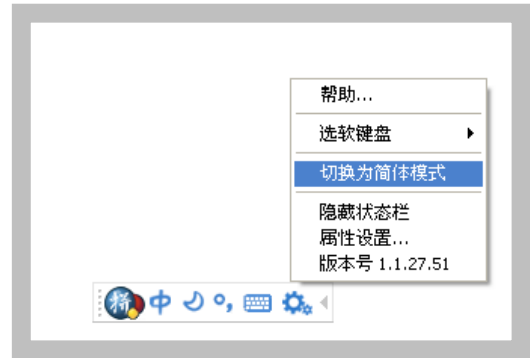 帮助...
选软键盘
切换为简体模式
隐藏状态栏
属性设置...
版本号 1.1.27.51
拼 中